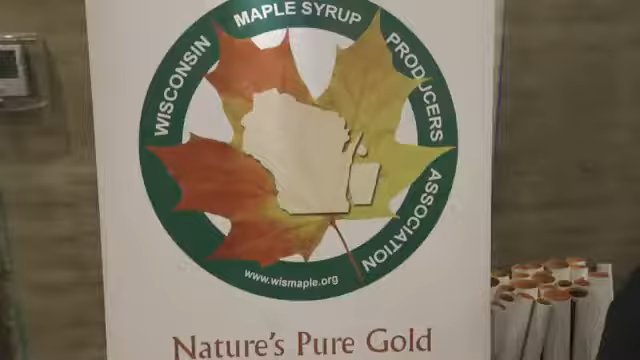 WISCONSIN MAPLE SYRUP PRODUCERS ASSOCIATION
www.wismaple.org
Nature's Pure Gold